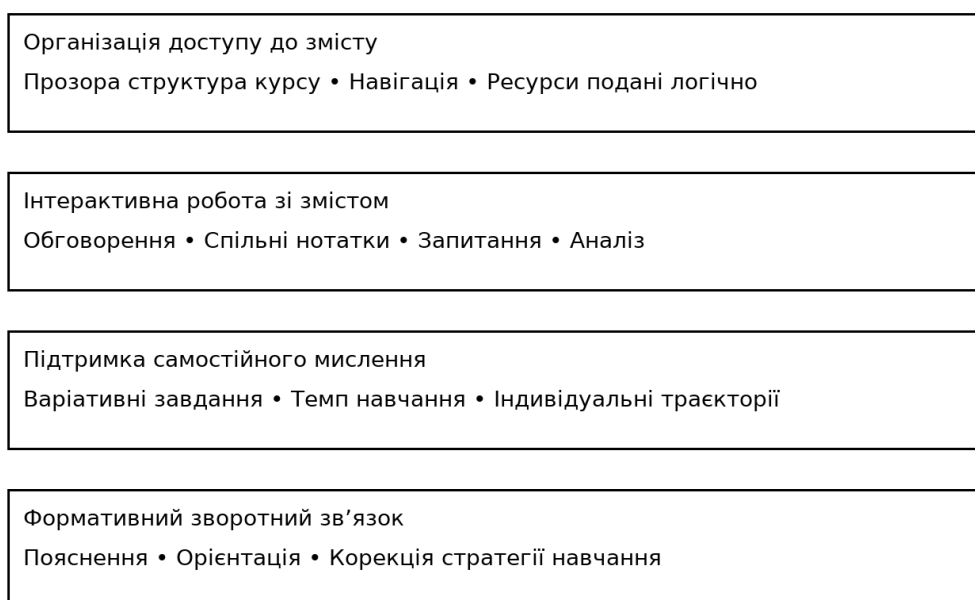 Організація доступу до змісту
Прозора структура курсу • Навігація • Ресурси подані логічно
Інтерактивна робота зі змістом
Обговорення • Спільні нотатки • Запитання • Аналіз
Підтримка самостійного мислення
Варіативні завдання • Темп навчання • Індивідуальні траєкторії
Формативний зворотний зв’язок
Пояснення • Орієнтація • Корекція стратегії навчання